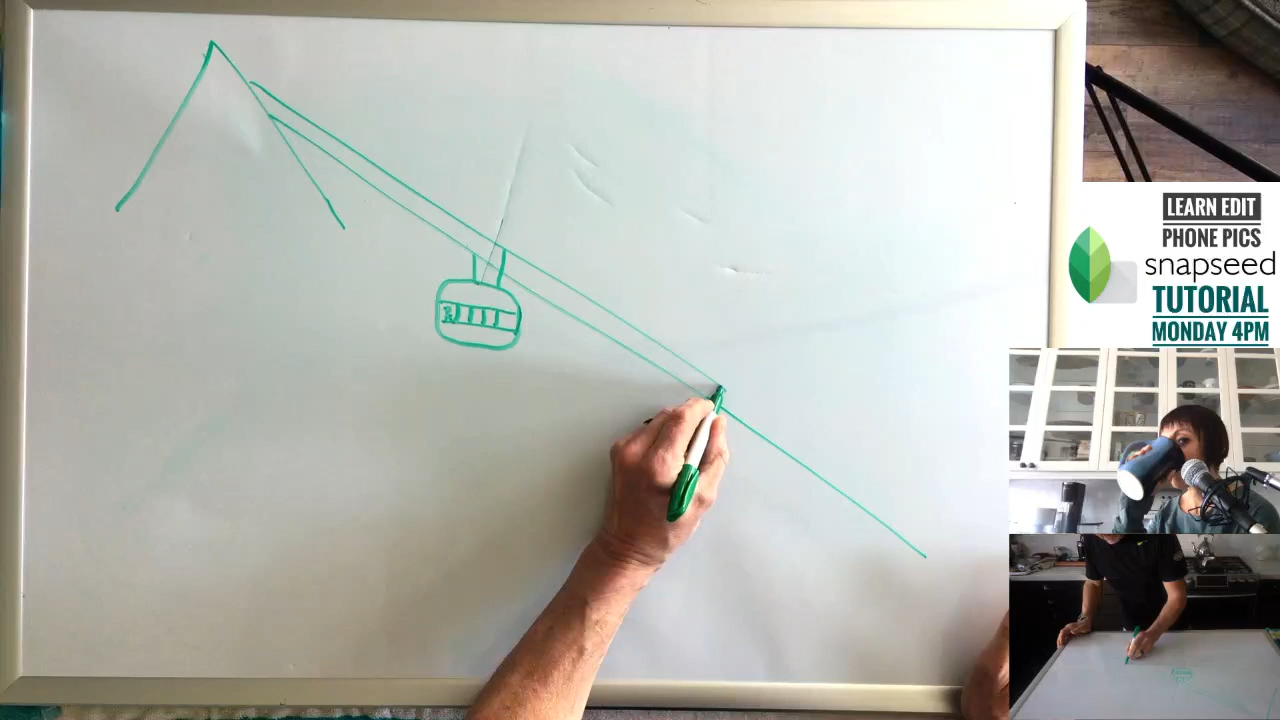 LEARN EDIT
PHONE PICS
snapseed
TUTORIAL
MONDAY 4PM